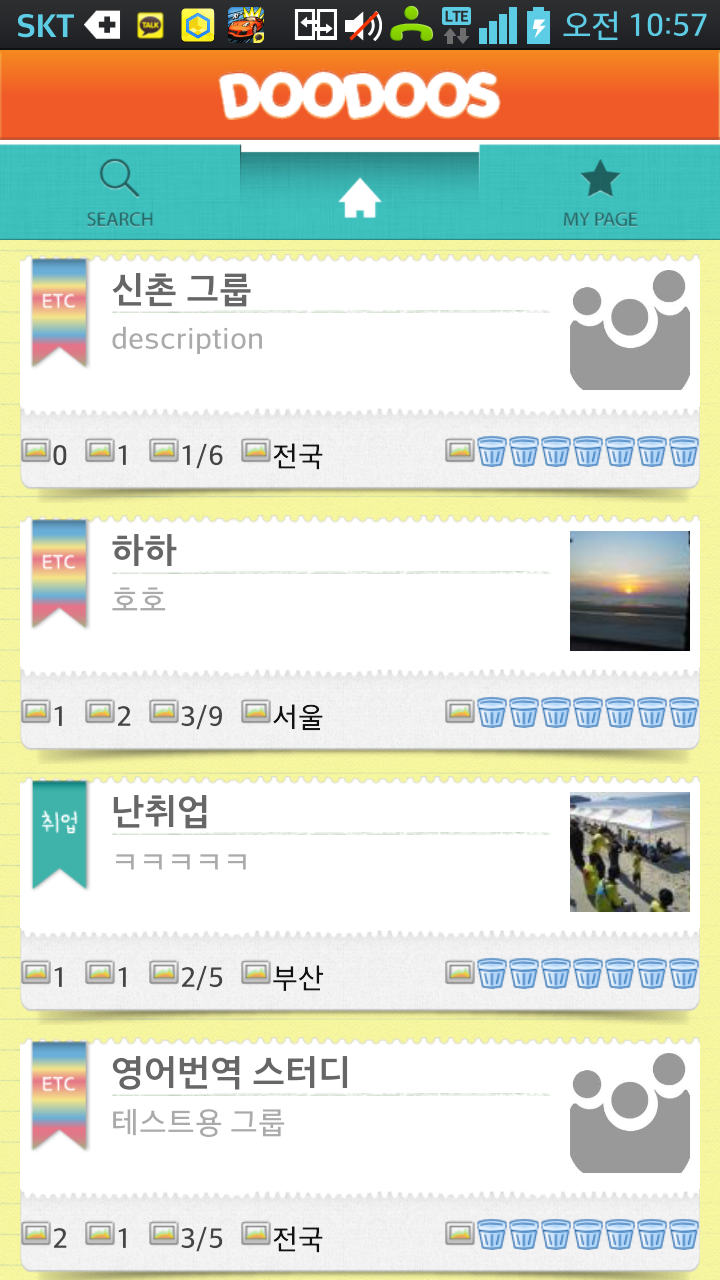 SKT TALK LTE 오전 10:57
DOODOOS
SEARCH MY PAGE
ETC 신촌 그룹
description
0 1 1/6 전국
ETC 하하
호호
1 2 3/9 서울
취업 난취업
ㅋㅋㅋㅋㅋ
1 1 2/5 부산
ETC 영어번역 스터디
테스트용 그룹
2 1 3/5 전국